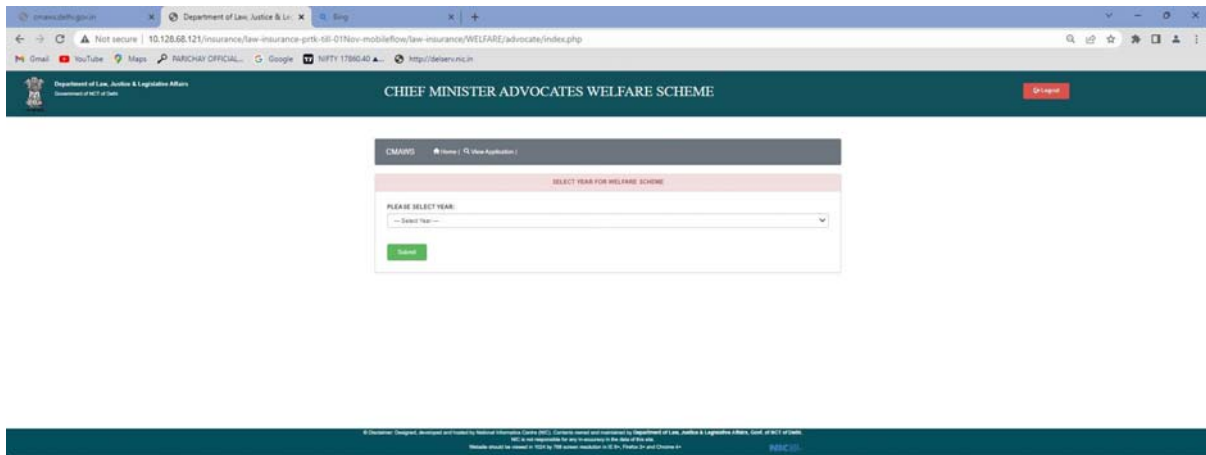 cmaws.delhi.gov.in
Department of Law, Justice & Le
Bing
Not secure | 10.128.68.121/insurance/law-insurance-prtk-till-01Nov-mobileflow/law-insurance/WELFARE/advocate/index.php
Gmail YouTube Maps PARICHAY OFFICIAL... Google NIFTY 17860.40 ▲... http://delserv.nic.in
Department of Law, Justice & Legislative Affairs
Government of NCT of Delhi
CHIEF MINISTER ADVOCATES WELFARE SCHEME
Logout
CMAWS Home | View Application |
SELECT YEAR FOR WELFARE SCHEME
PLEASE SELECT YEAR:
--- Select Year ---
Submit
© Disclaimer: Designed, developed and hosted by National Informatics Centre (NIC). Contents owned and maintained by Department of Law, Justice & Legislative Affairs, Govt. of NCT of Delhi.
NIC is not responsible for any in-accuracy in the data of this site.
Website should be viewed in 1024 by 768 screen resolution in IE 8+, Firefox 3+ and Chrome 4+
NIC